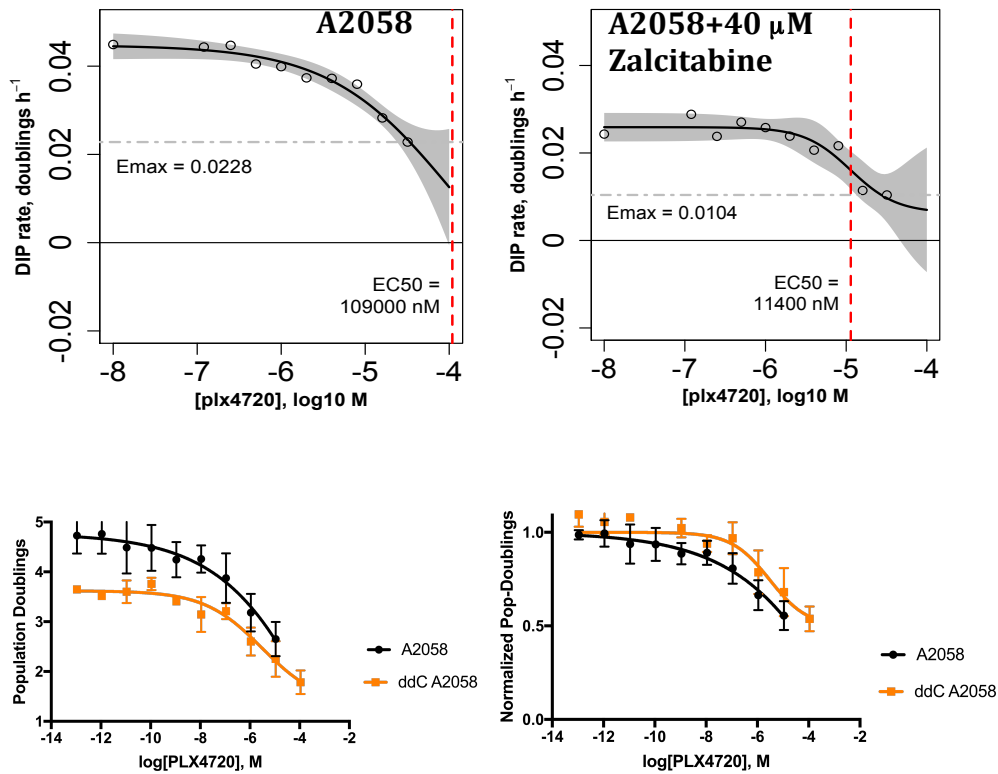 A2058
DIP rate, doublings h−1
0.04
0.02
0
-0.02
Emax = 0.0228
EC50 =
109000 nM
-8 -7 -6 -5 -4
[plx4720], log10 M
A2058+40 µM
Zalcitabine
DIP rate, doublings h−1
0.04
0.02
0
-0.02
Emax = 0.0104
EC50 =
11400 nM
-8 -7 -6 -5 -4
[plx4720], log10 M
Population Doublings
5
4
3
2
1
-14 -12 -10 -8 -6 -4 -2
log[PLX4720], M
A2058
ddC A2058
Normalized Pop-Doublings
1.0
0.5
0.0
-14 -12 -10 -8 -6 -4 -2
log[PLX4720], M
A2058
ddC A2058